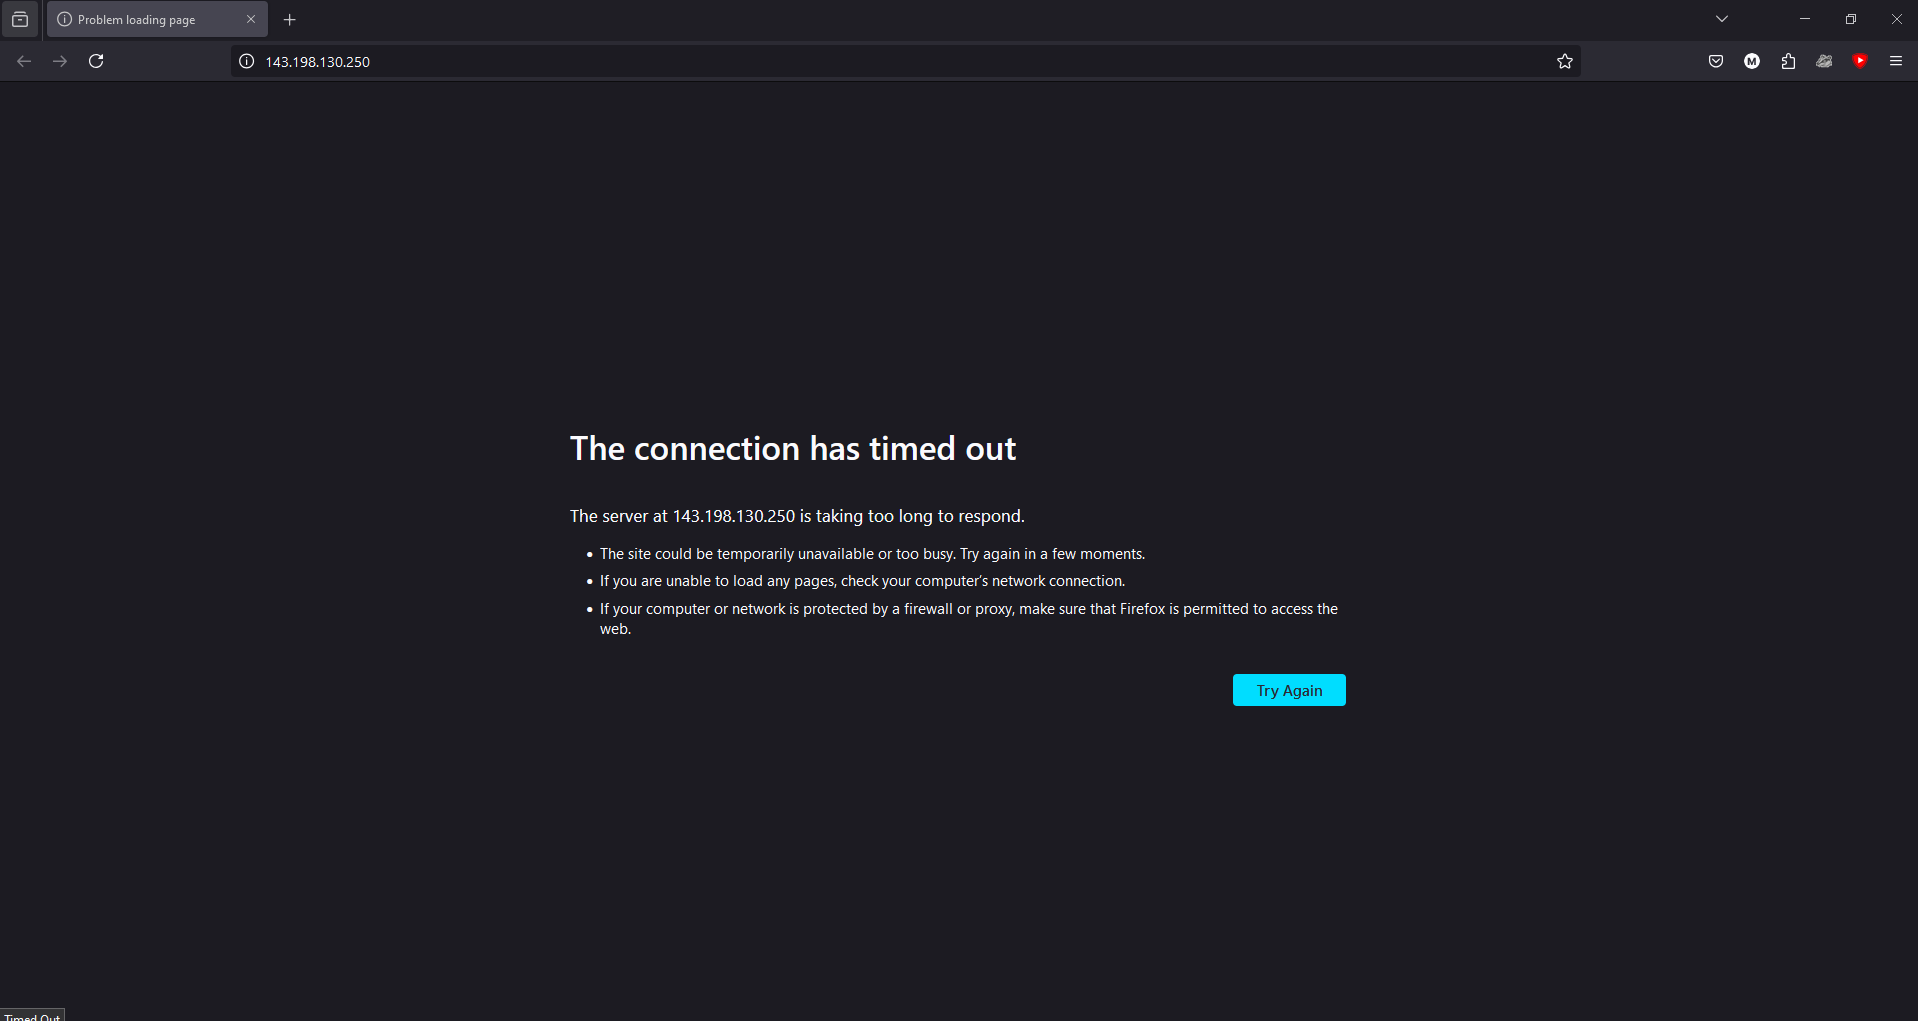 Problem loading page
143.198.130.250
M
The connection has timed out
The server at 143.198.130.250 is taking too long to respond.
• The site could be temporarily unavailable or too busy. Try again in a few moments.
• If you are unable to load any pages, check your computer’s network connection.
• If your computer or network is protected by a firewall or proxy, make sure that Firefox is permitted to access the
web.
Try Again
Timed Out